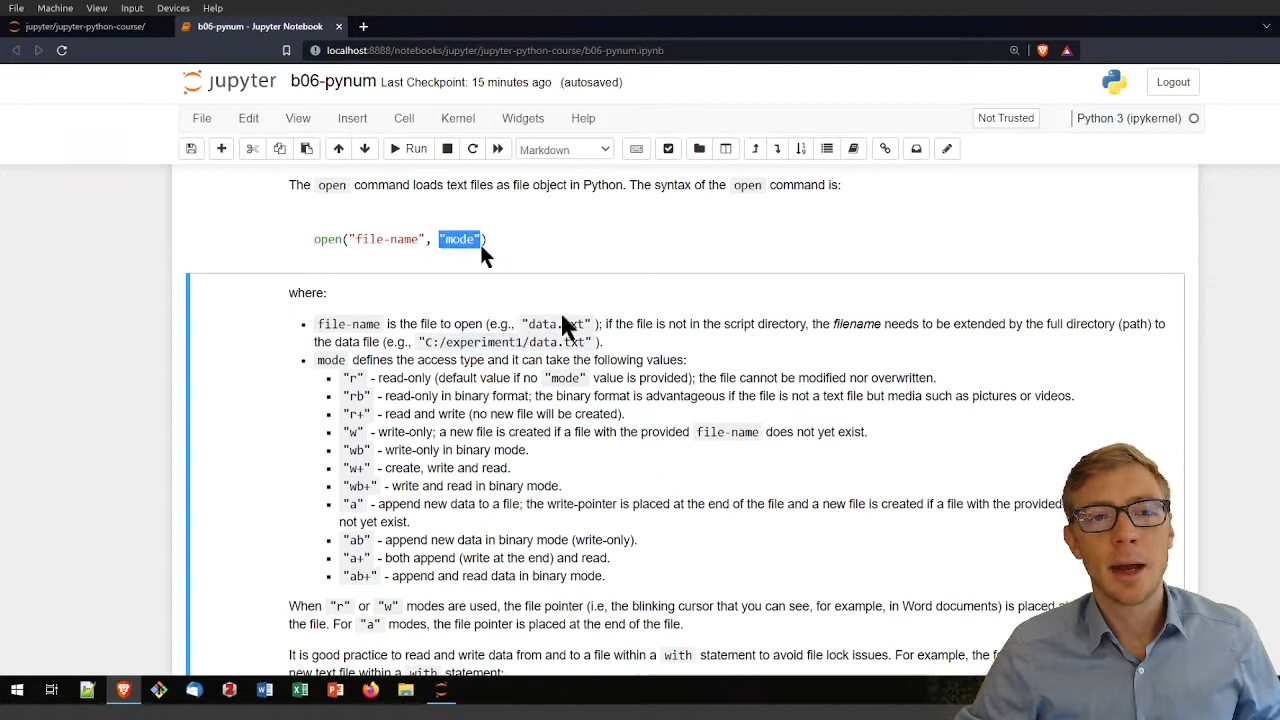 File Machine View Input Devices Help
jupyter/jupyter-python-course/ b06-pynum - Jupyter Notebook
localhost:8888/notebooks/jupyter/jupyter-python-course/b06-pynum.ipynb
jupyter b06-pynum Last Checkpoint: 15 minutes ago (autosaved) Logout
File Edit View Insert Cell Kernel Widgets Help Not Trusted Python 3 (ipykernel)
Run Markdown
The open command loads text files as file object in Python. The syntax of the open command is:
open("file-name", "mode")
where:
• file-name is the file to open (e.g., "data.txt"); if the file is not in the script directory, the filename needs to be extended by the full directory (path) to
the data file (e.g., "C:/experiment1/data.txt").
• mode defines the access type and it can take the following values:
▪ "r" - read-only (default value if no "mode" value is provided); the file cannot be modified nor overwritten.
▪ "rb" - read-only in binary format; the binary format is advantageous if the file is not a text file but media such as pictures or videos.
▪ "r+" - read and write (no new file will be created).
▪ "w" - write-only; a new file is created if a file with the provided file-name does not yet exist.
▪ "wb" - write-only in binary mode.
▪ "w+" - create, write and read.
▪ "wb+" - write and read in binary mode.
▪ "a" - append new data to a file; the write-pointer is placed at the end of the file and a new file is created if a file with the provided
not yet exist.
▪ "ab" - append new data in binary mode (write-only).
▪ "a+" - both append (write at the end) and read.
▪ "ab+" - append and read data in binary mode.
When "r" or "w" modes are used, the file pointer (i.e, the blinking cursor that you can see, for example, in Word documents) is placed
the file. For "a" modes, the file pointer is placed at the end of the file.
It is good practice to read and write data from and to a file within a with statement to avoid file lock issues. For example, the
new text file within a with statement: